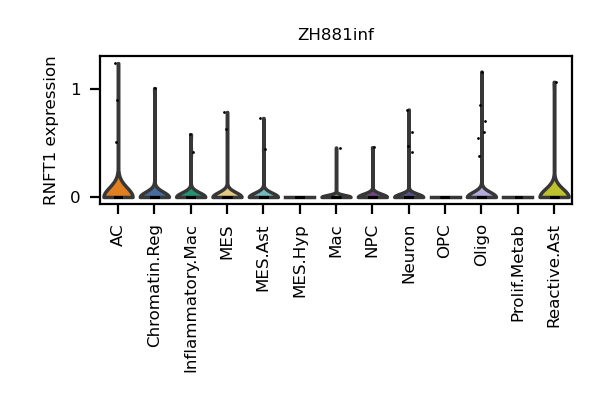 ZH881inf
RNFT1 expression
1
0
AC
Chromatin.Reg
Inflammatory.Mac
MES
MES.Ast
MES.Hyp
Mac
NPC
Neuron
OPC
Oligo
Prolif.Metab
Reactive.Ast